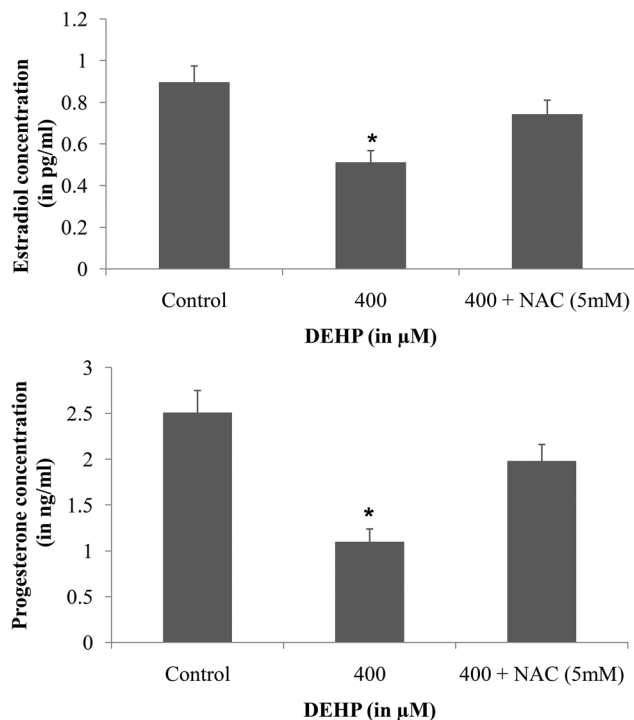 Estradiol concentration
(in pg/ml)
1.2
1
0.8
0.6
0.4
0.2
0
*
Control
400
400 + NAC (5mM)
DEHP (in µM)
Progesterone concentration
(in ng/ml)
3
2.5
2
1.5
1
0.5
0
*
Control
400
400 + NAC (5mM)
DEHP (in µM)